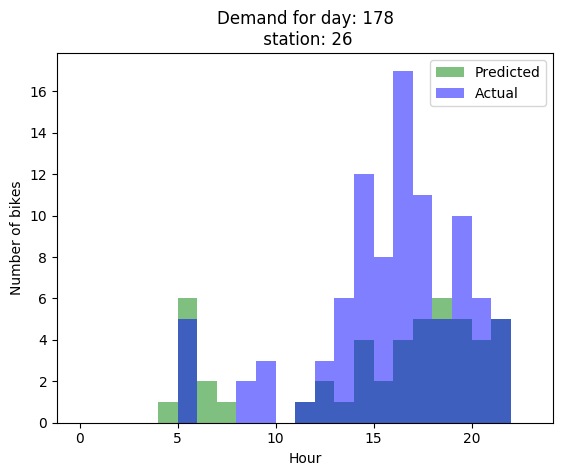 Demand for day: 178
station: 26
Predicted
Actual
Number of bikes
16
14
12
10
8
6
4
2
0
0 5 10 15 20
Hour